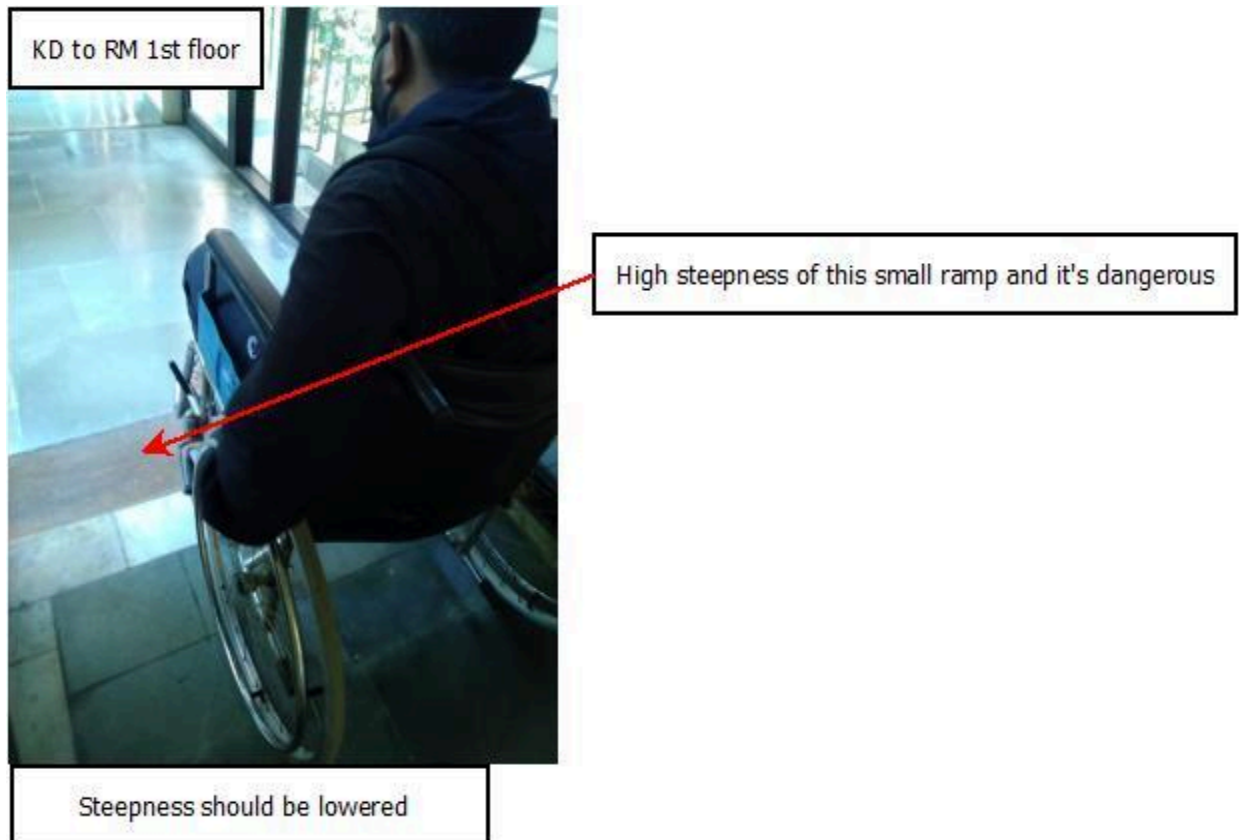 KD to RM 1st floor
High steepness of this small ramp and it's dangerous
Steepness should be lowered